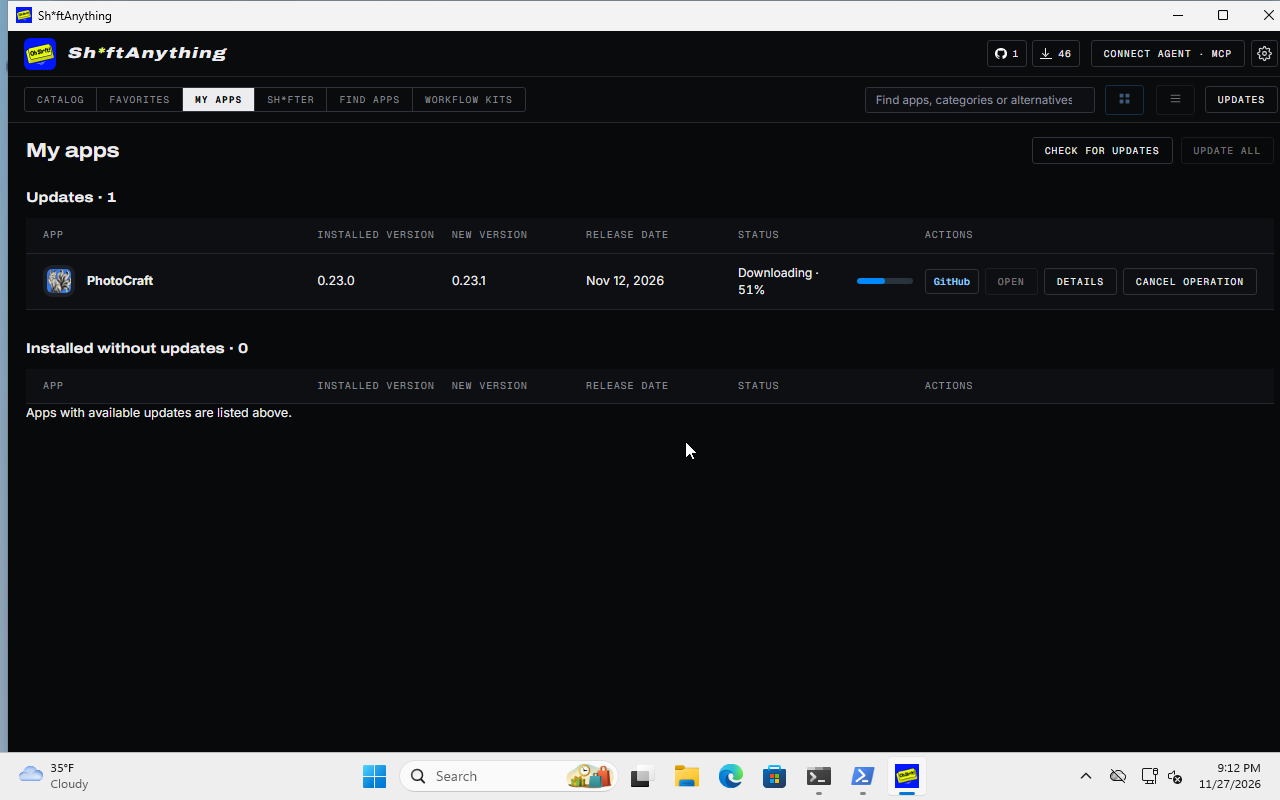 Sh*ftAnything
Oh Sh*ft!
Sh*ftAnything
1
46
CONNECT AGENT · MCP
CATALOG
FAVORITES
MY APPS
SH*FTER
FIND APPS
WORKFLOW KITS
Find apps, categories or alternatives
UPDATES
My apps
CHECK FOR UPDATES
UPDATE ALL
Updates · 1
APP
INSTALLED VERSION
NEW VERSION
RELEASE DATE
STATUS
ACTIONS
PhotoCraft
0.23.0
0.23.1
Nov 12, 2026
Downloading ·
51%
GitHub
OPEN
DETAILS
CANCEL OPERATION
Installed without updates · 0
APP
INSTALLED VERSION
NEW VERSION
RELEASE DATE
STATUS
ACTIONS
Apps with available updates are listed above.
35°F
Cloudy
Search
9:12 PM
11/27/2026